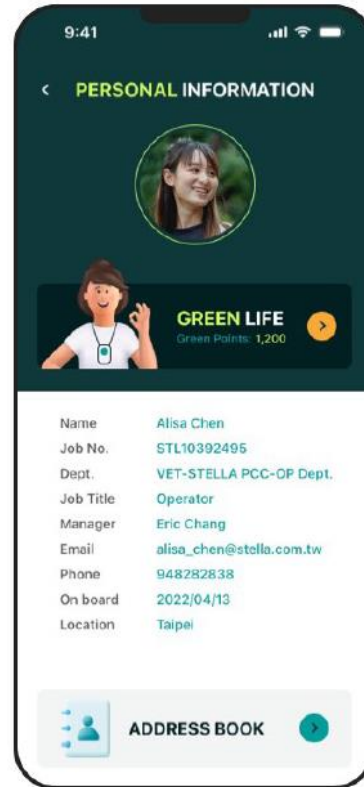 9:41
PERSONAL INFORMATION
GREEN LIFE
Green Points: 1,200
Name Alisa Chen
Job No. STL10392495
Dept. VET-STELLA PCC-OP Dept.
Job Title Operator
Manager Eric Chang
Email alisa_chen@stella.com.tw
Phone 948282838
On board 2022/04/13
Location Taipei
ADDRESS BOOK